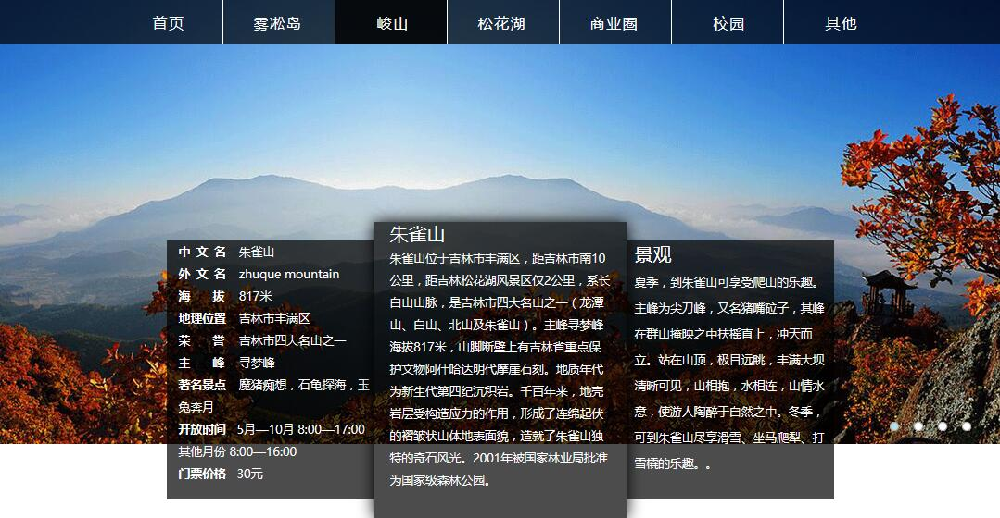 首页
雾凇岛
峻山
松花湖
商业圈
校园
其他
中 文 名 朱雀山
外 文 名 zhuque mountain
海 拔 817米
地理位置 吉林市丰满区
荣 誉 吉林市四大名山之一
主 峰 寻梦峰
著名景点 魔猪痴想，石龟探海，玉
兔奔月
开放时间 5月—10月 8:00—17:00
其他月份 8:00—16:00
门票价格 30元
朱雀山
朱雀山位于吉林市丰满区，距吉林市南10
公里，距吉林松花湖风景区仅2公里，系长
白山山脉，是吉林市四大名山之一（龙潭
山、白山、北山及朱雀山）。主峰寻梦峰
海拔817米，山脚断壁上有吉林省重点保
护文物阿什哈达明代摩崖石刻。地质年代
为新生代第四纪沉积岩。千百年来，地壳
岩层受构造应力的作用，形成了连绵起伏
的褶皱状山体地表面貌，造就了朱雀山独
特的奇石风光。2001年被国家林业局批准
为国家级森林公园。
景观
夏季，到朱雀山可享受爬山的乐趣。
主峰为尖刀峰，又名猪嘴砬子，其峰
在群山掩映之中扶摇直上，冲天而
立。站在山顶，极目远眺，丰满大坝
清晰可见，山相抱，水相连，山情水
意，使游人陶醉于自然之中。冬季，
可到朱雀山尽享滑雪、坐马爬犁、打
雪橇的乐趣。。